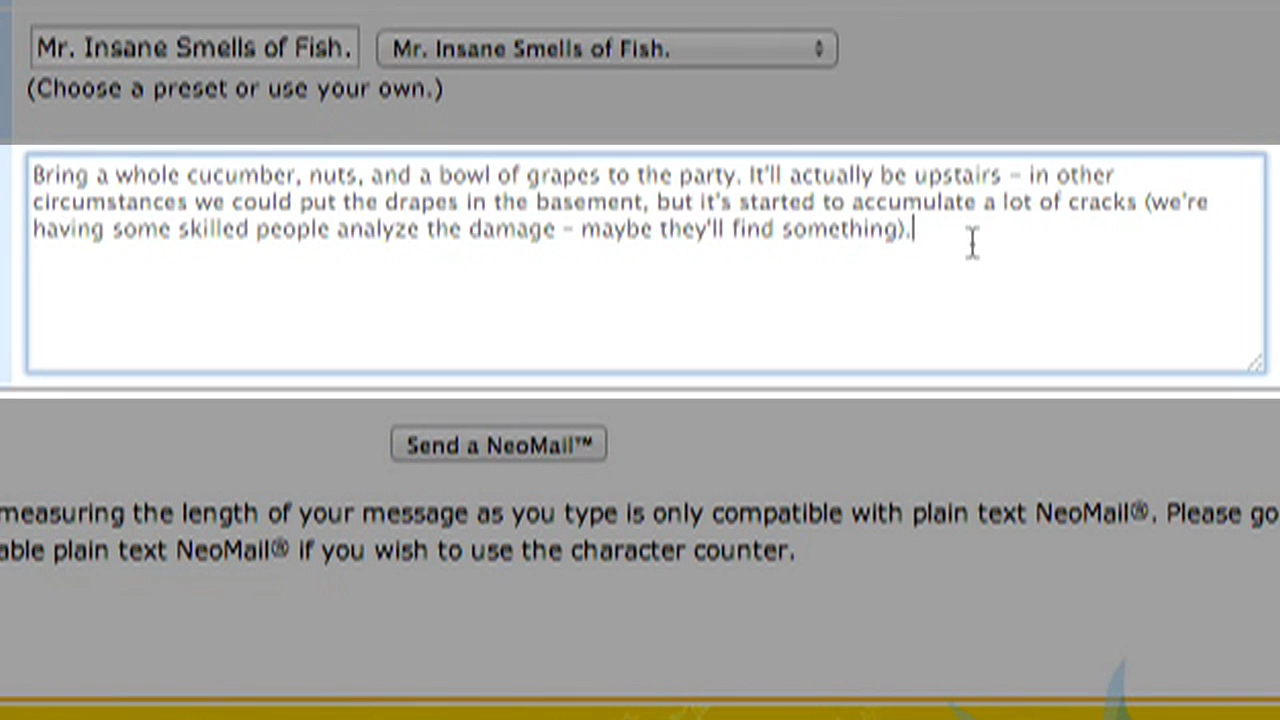 Mr. Insane Smells of Fish. Mr. Insane Smells of Fish.
(Choose a preset or use your own.)
Bring a whole cucumber, nuts, and a bowl of grapes to the party. It'll actually be upstairs – in other
circumstances we could put the drapes in the basement, but it's started to accumulate a lot of cracks (we're
having some skilled people analyze the damage – maybe they'll find something).
Send a NeoMail™
measuring the length of your message as you type is only compatible with plain text NeoMail®. Please go
able plain text NeoMail® if you wish to use the character counter.